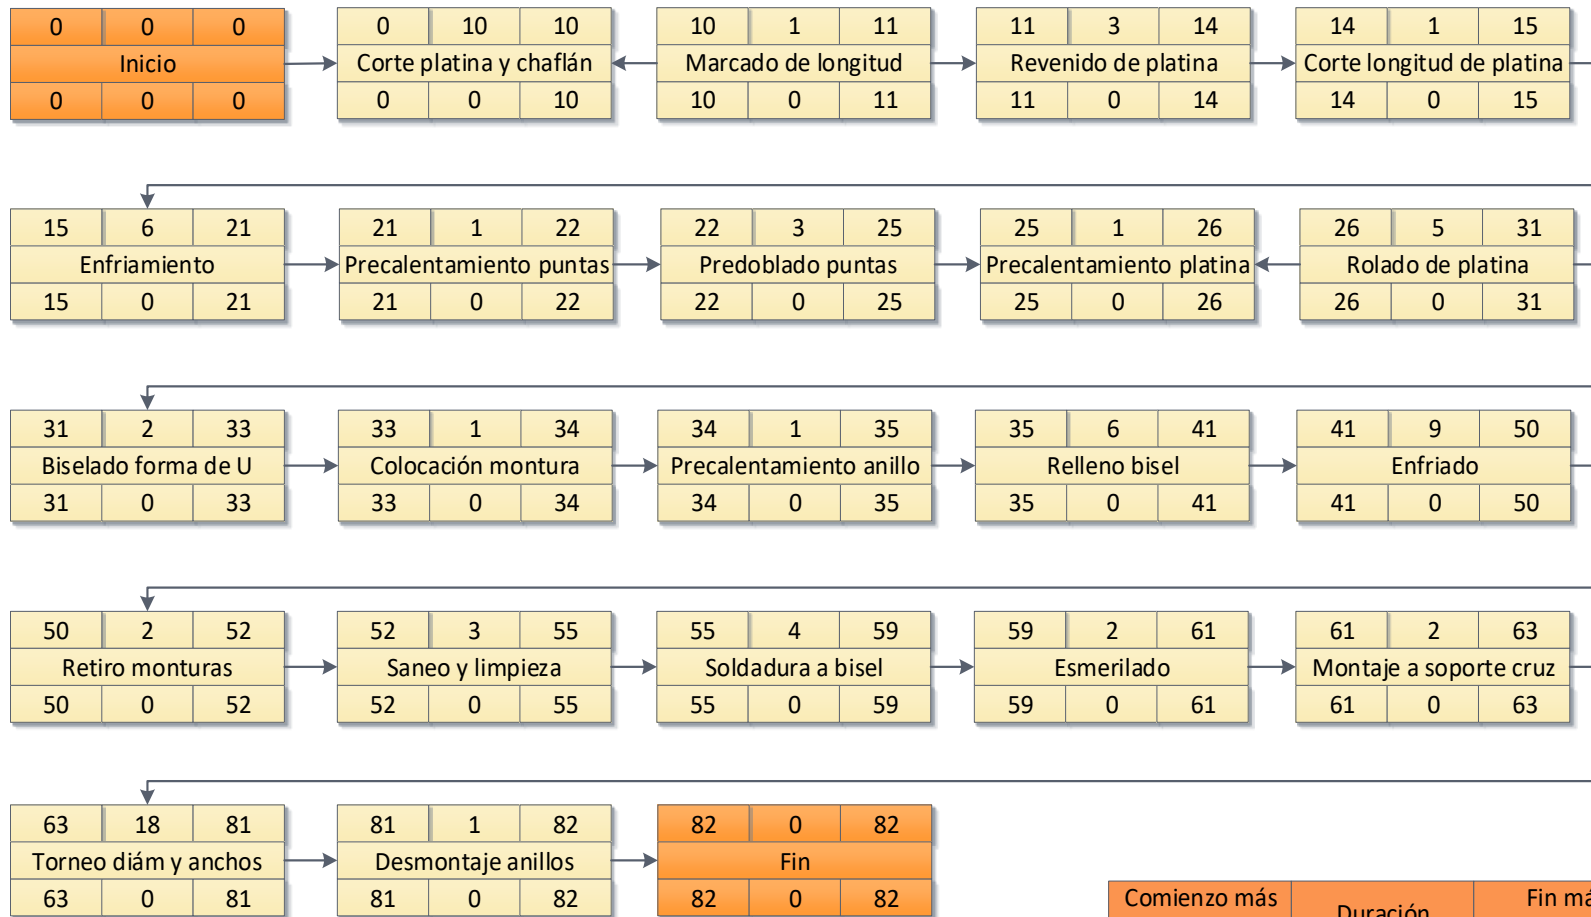 0 0 0 0 10 10 10 1 11 11 3 14 14 1 15
Inicio Corte platina y chaflán Marcado de longitud Revenido de platina Corte longitud de platina
0 0 0 0 0 10 10 0 11 11 0 14 14 0 15
15 6 21 21 1 22 22 3 25 25 1 26 26 5 31
Enfriamiento Precalentamiento puntas Predoblado puntas Precalentamiento platina Rolado de platina
15 0 21 21 0 22 22 0 25 25 0 26 26 0 31
31 2 33 33 1 34 34 1 35 35 6 41 41 9 50
Biselado forma de U Colocación montura Precalentamiento anillo Relleno bisel Enfriado
31 0 33 33 0 34 34 0 35 35 0 41 41 0 50
50 2 52 52 3 55 55 4 59 59 2 61 61 2 63
Retiro monturas Saneo y limpieza Soldadura a bisel Esmerilado Montaje a soporte cruz
50 0 52 52 0 55 55 0 59 59 0 61 61 0 63
63 18 81 81 1 82 82 0 82
Torneo diám y anchos Desmontaje anillos Fin
63 0 81 81 0 82 82 0 82
Comienzo más Duración Fin má